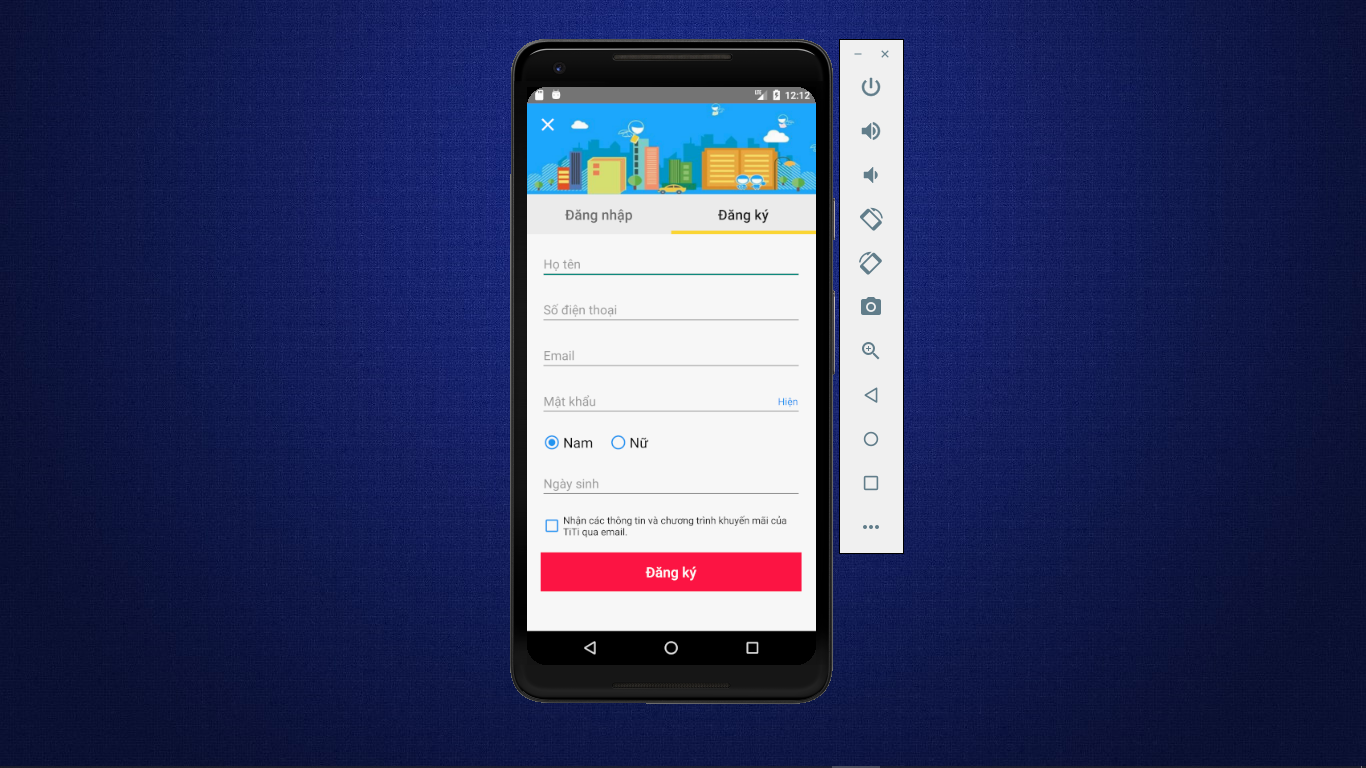 12:12
Đăng nhập Đăng ký
Họ tên
Số điện thoại
Email
Mật khẩu Hiện
Nam Nữ
Ngày sinh
Nhận các thông tin và chương trình khuyến mãi của
TiTi qua email.
Đăng ký